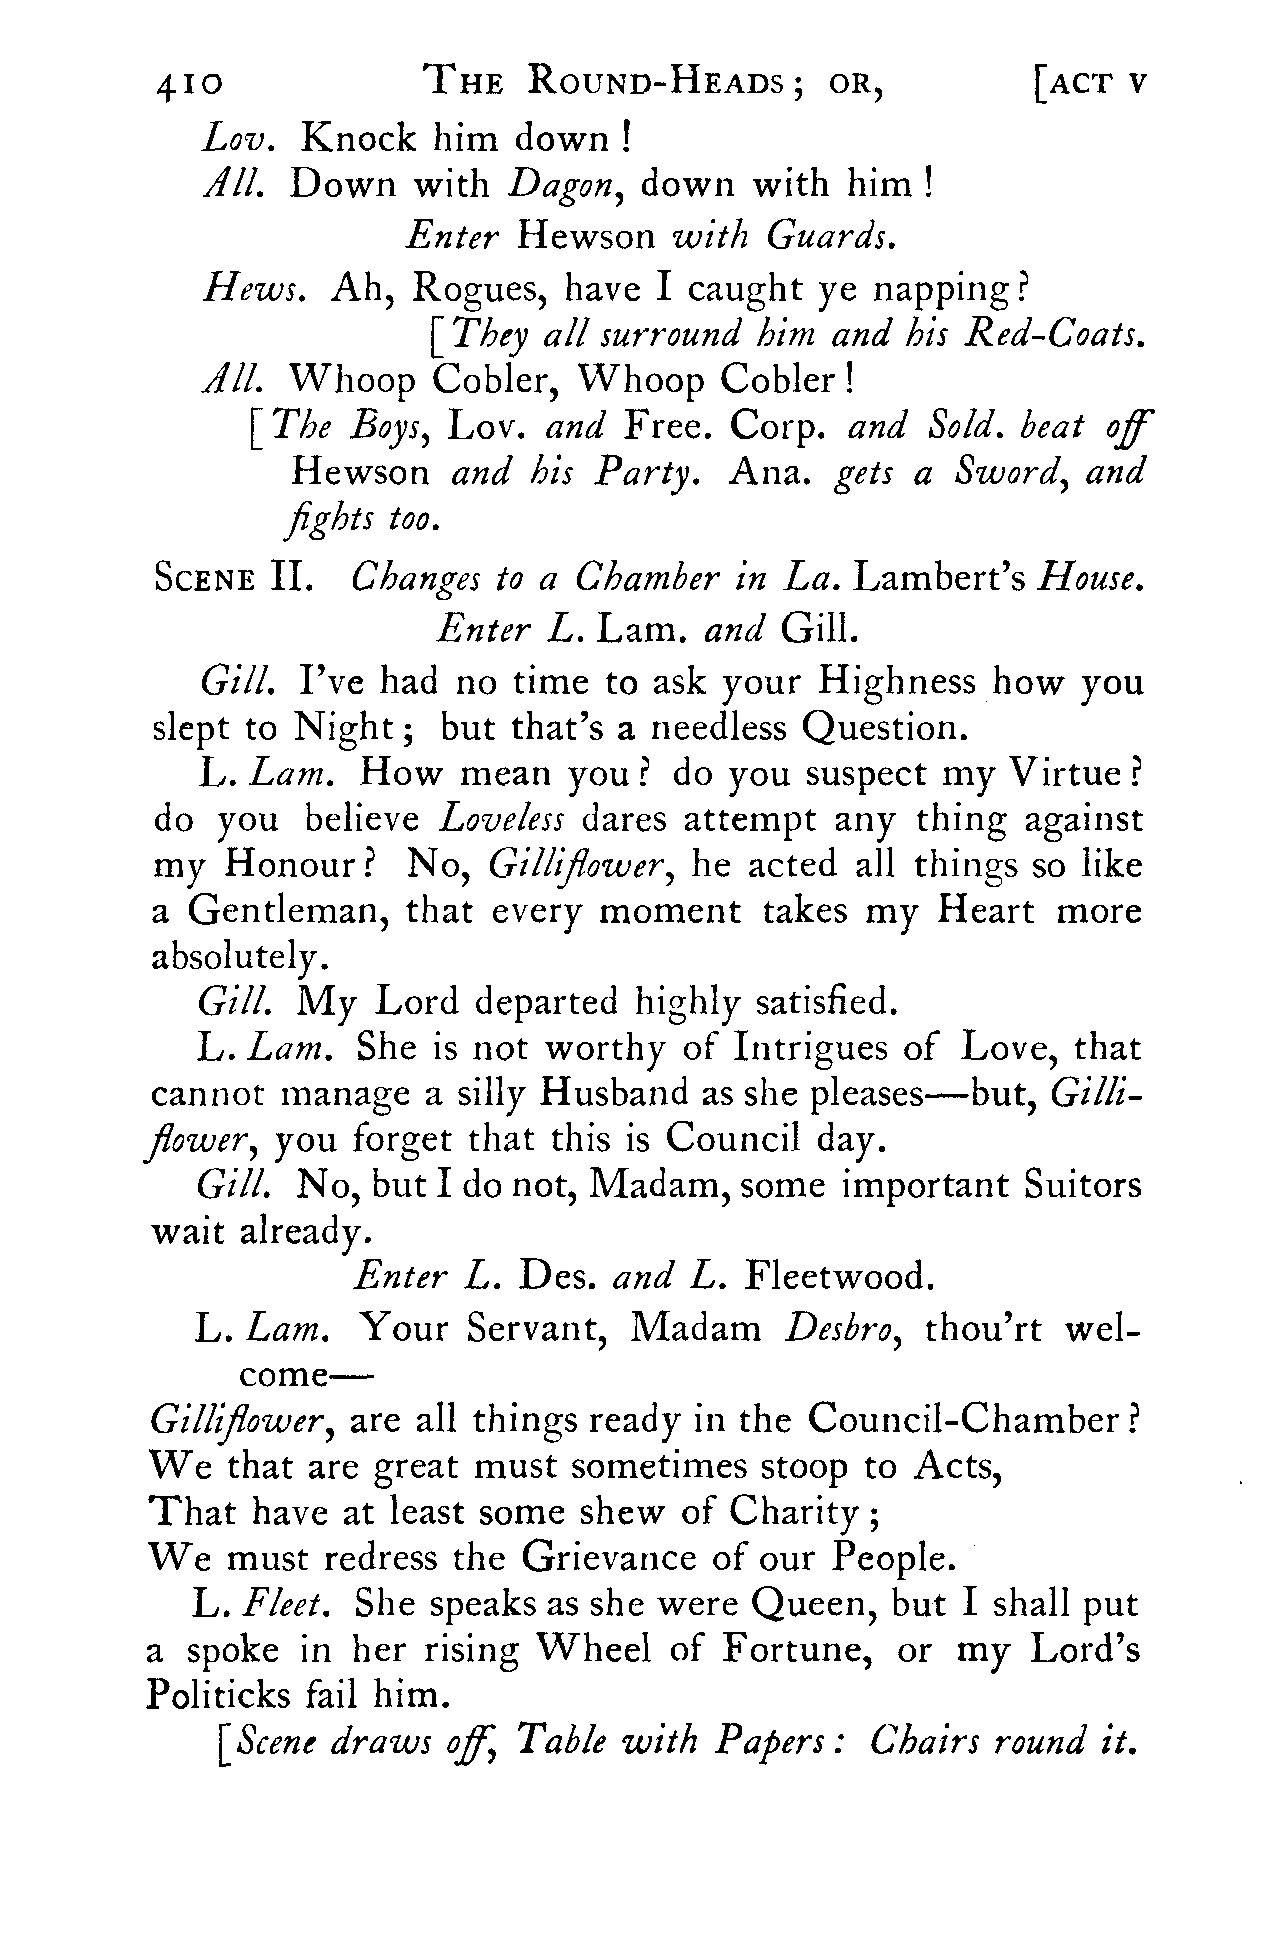 410 The Round-Heads; or, [act v
Lov. Knock him down!
All. Down with Dagon, down with him!
Enter Hewson with Guards.
Hews. Ah, Rogues, have I caught ye napping?
[They all surround him and his Red-Coats.
All. Whoop Cobler, Whoop Cobler!
[The Boys, Lov. and Free. Corp. and Sold. beat off
Hewson and his Party. Ana. gets a Sword, and
fights too.
Scene II. Changes to a Chamber in La. Lambert's House.
Enter L. Lam. and Gill.
Gill. I've had no time to ask your Highness how you
slept to Night; but that's a needless Question.
L. Lam. How mean you? do you suspect my Virtue?
do you believe Loveless dares attempt any thing against
my Honour? No, Gilliflower, he acted all things so like
a Gentleman, that every moment takes my Heart more
absolutely.
Gill. My Lord departed highly satisfied.
L. Lam. She is not worthy of Intrigues of Love, that
cannot manage a silly Husband as she pleases—but, Gilli-
flower, you forget that this is Council day.
Gill. No, but I do not, Madam, some important Suitors
wait already.
Enter L. Des. and L. Fleetwood.
L. Lam. Your Servant, Madam Desbro, thou'rt wel-
come—
Gilliflower, are all things ready in the Council-Chamber?
We that are great must sometimes stoop to Acts,
That have at least some shew of Charity;
We must redress the Grievance of our People.
L. Fleet. She speaks as she were Queen, but I shall put
a spoke in her rising Wheel of Fortune, or my Lord's
Politicks fail him.
[Scene draws off, Table with Papers: Chairs round it.